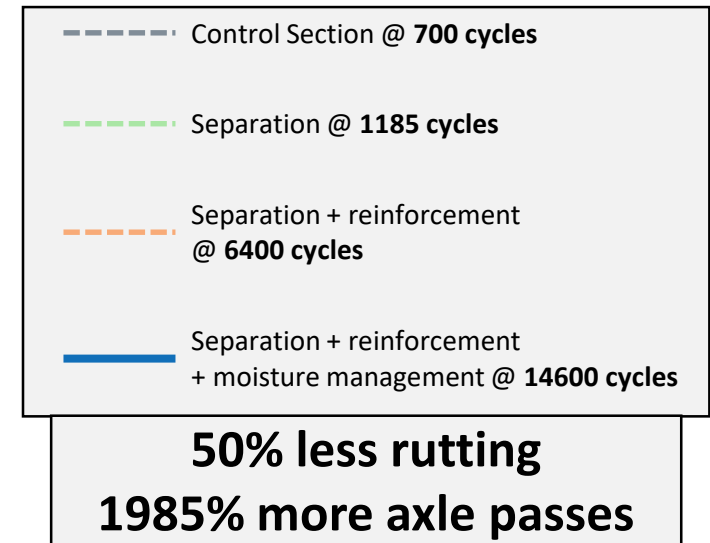 Control Section @ 700 cycles
Separation @ 1185 cycles
Separation + reinforcement
@ 6400 cycles
Separation + reinforcement
+ moisture management @ 14600 cycles
50% less rutting
1985% more axle passes